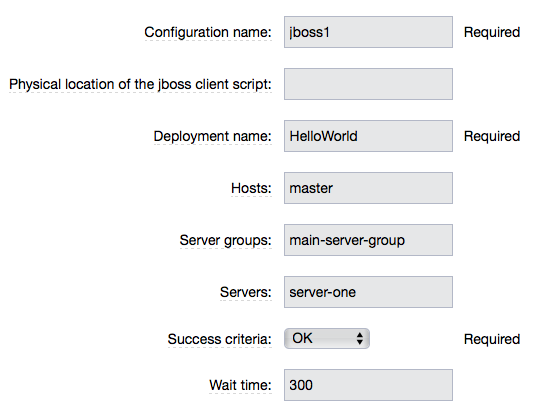 Configuration name: jboss1 Required
Physical location of the jboss client script:
Deployment name: HelloWorld Required
Hosts: master
Server groups: main-server-group
Servers: server-one
Success criteria: OK Required
Wait time: 300